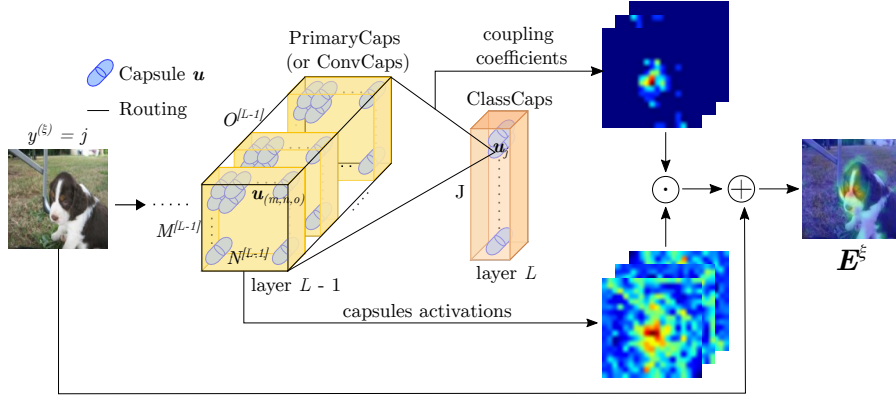 PrimaryCaps
(or ConvCaps)
coupling
coefficients
Capsule u
Routing
ClassCaps
O^[L-1]
y^(ξ) = j
u_j
u_(m,n,o)
J
M^[L-1]
N^[L-1]
layer L - 1
layer L
E^ξ
capsules activations